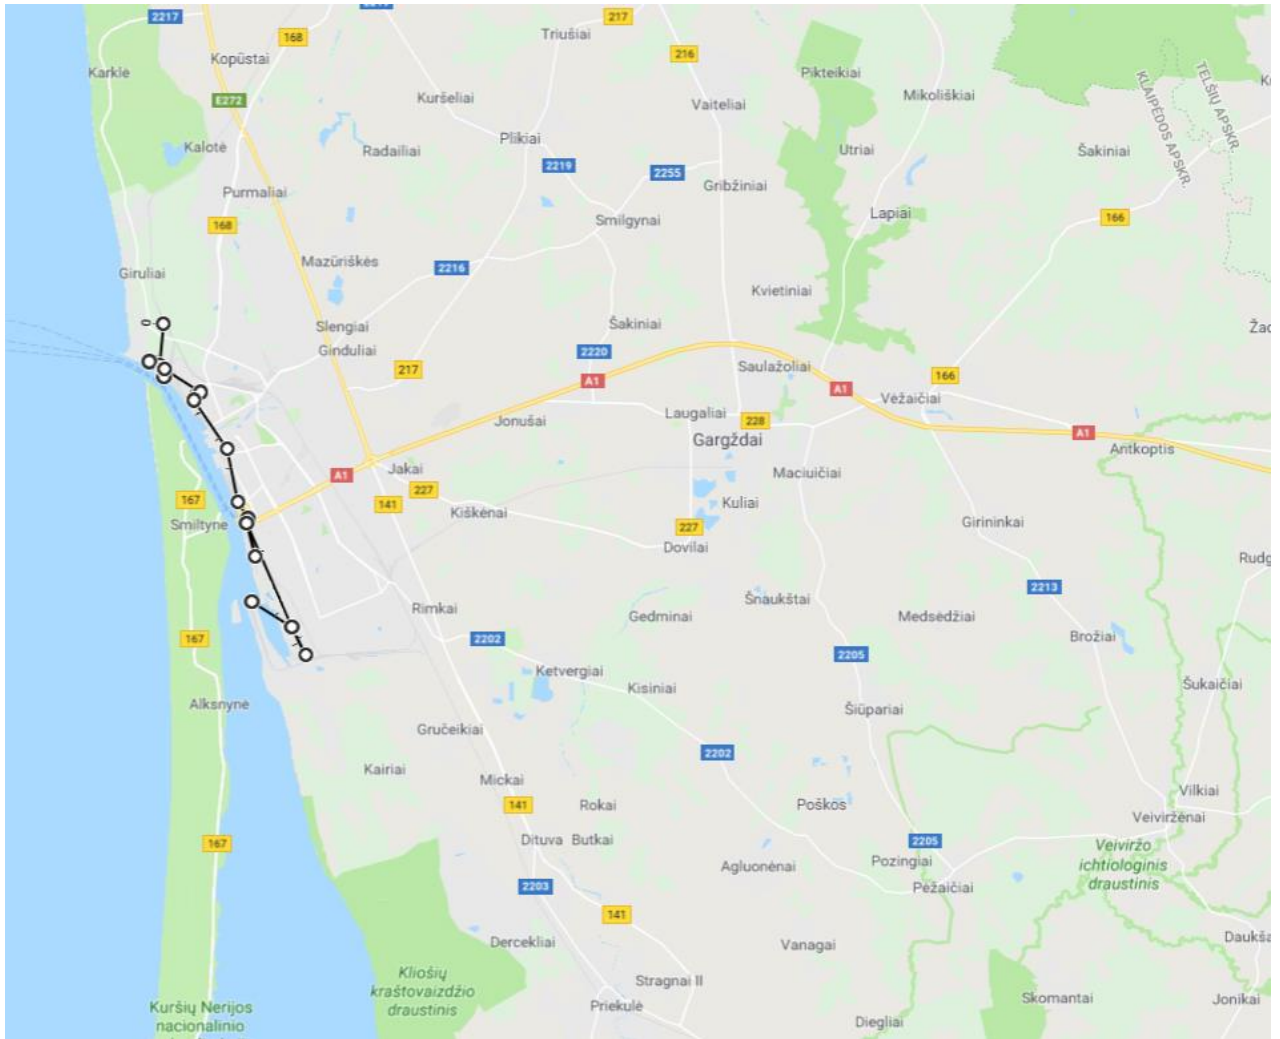 2217
217
Triušiai
168
Kopūstai
216
Karklė
Pikteikiai
TELŠIŲ APSKR.
KLAIPĖDOS APSKR.
E272
Kuršeliai
Vaiteliai
Mikoliškiai
Kalotė
Radailiai
Plikiai
Utriai
Šakiniai
2219
2255
Gribžiniai
Purmaliai
168
Smilgynai
Lapiai
166
Giruliai
Mazūriškės
2216
Kvietiniai
0
Slengiai
Šakiniai
Ginduliai
2220
217
A1
Saulažoliai
A1
166
Vėžaičiai
Jonušai
Laugaliai
228
Gargždai
A1
Antkoptis
A1
Jakai
Maciuičiai
227
167
141
Kuliai
Smiltynė
Kiškėnai
227
Girininkai
Dovilai
2213
Rimkai
Gedminai
Šnaukštai
Medsėdžiai
167
2202
2205
Brožiai
Ketvergiai
Kisiniai
Šukaičiai
Alksnynė
Šiūpariai
Gručeikiai
2202
Kairiai
Mickai
141
Rokai
Poškos
Vilkiai
Veiviržėnai
167
Dituva
Butkai
2205
Agluonėnai
Pozingiai
Veiviržo
ichtiologinis
draustinis
2203
Pėžaičiai
141
Dercekliai
Vanagai
Kliošių
kraštovaizdžio
draustinis
Stragnai II
Kuršių Nerijos
nacionalinio
Priekulė
Skomantai
Jonikai
Diegliai